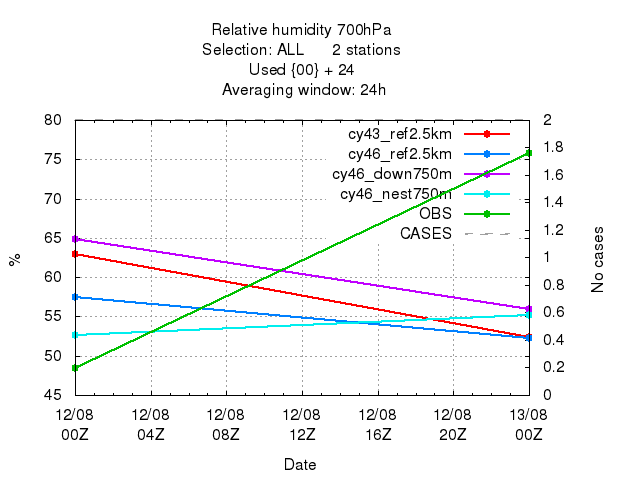 Relative humidity 700hPa
Selection: ALL 2 stations
Used {00} + 24
Averaging window: 24h
80
75
70
65
60
55
50
45
%
2
1.8
1.6
1.4
1.2
1
0.8
0.6
0.4
0.2
0
No cases
cy43_ref2.5km
cy46_ref2.5km
cy46_down750m
cy46_nest750m
OBS
CASES
12/08 12/08 12/08 12/08 12/08 12/08 13/08
00Z 04Z 08Z 12Z 16Z 20Z 00Z
Date